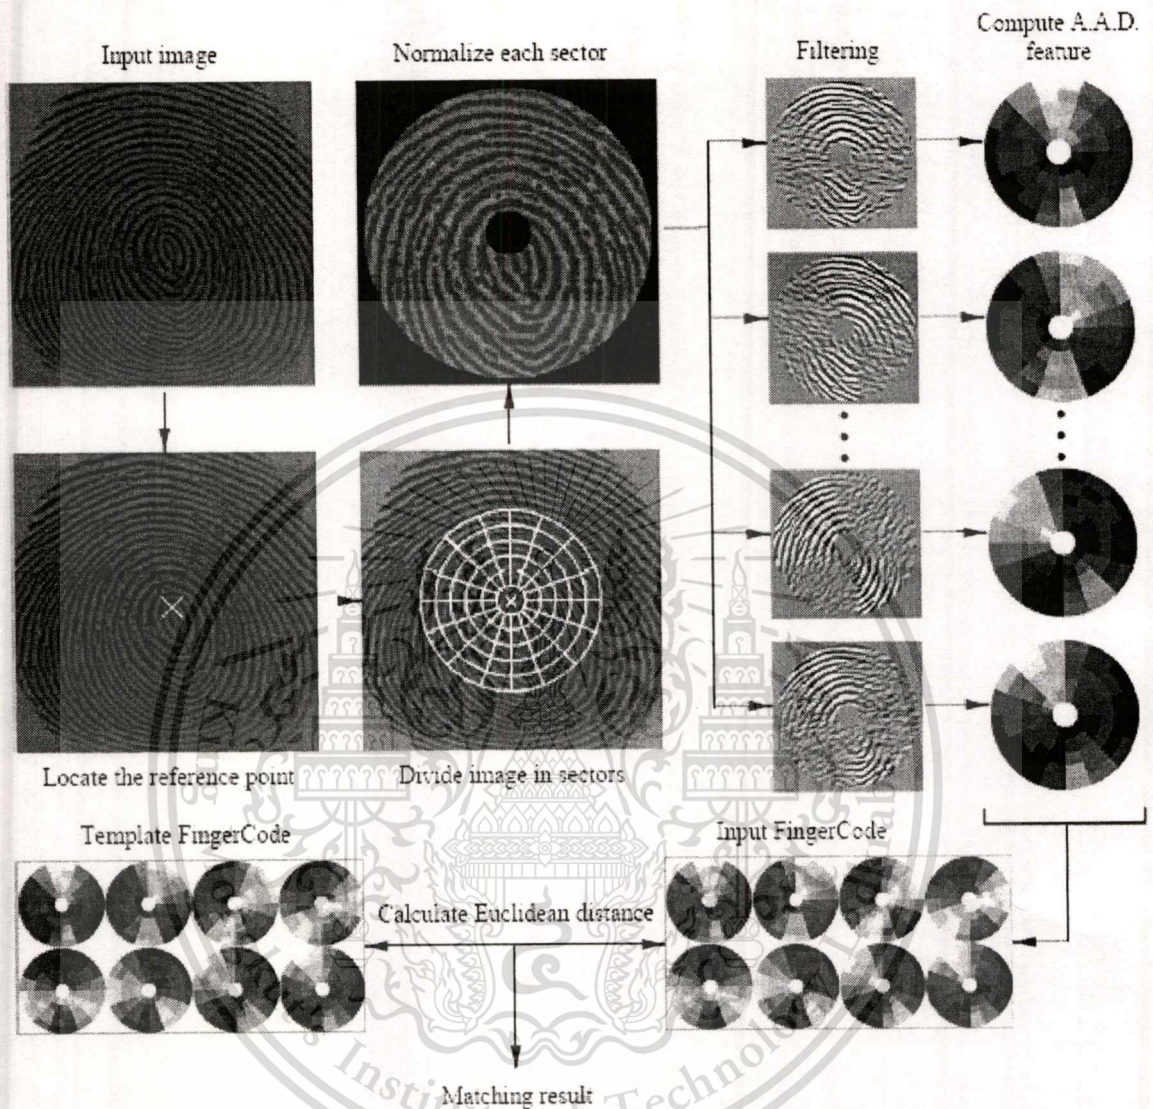 Input image
Normalize each sector
Filtering
Compute A.A.D.
feature
Locate the reference point
Divide image in sectors
Template FingerCode
Input FingerCode
Calculate Euclidean distance
Matching result